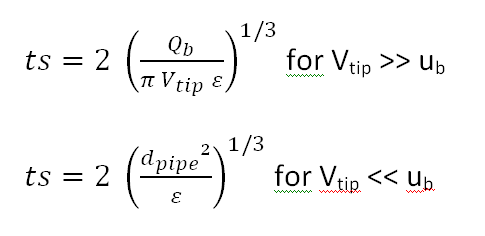 ts = 2 (Q_b / (π V_tip ε))^{1/3} for V_tip >> u_b
ts = 2 (d_pipe^2 / ε)^{1/3} for V_tip << u_b